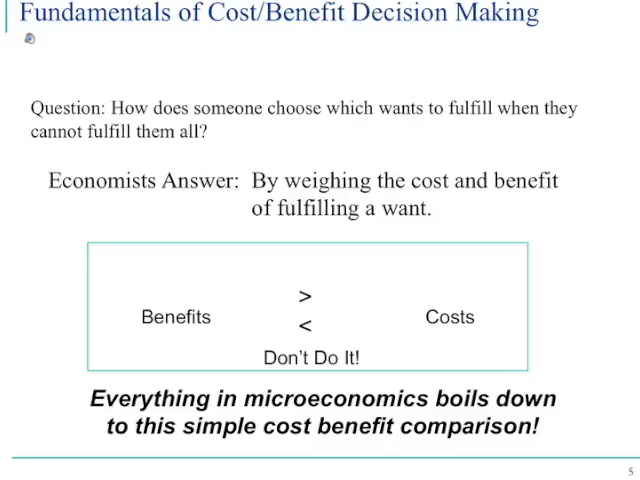 Fundamentals of Cost/Benefit Decision Making
Question: How does someone choose which wants to fulfill when they
cannot fulfill them all?
Economists Answer: By weighing the cost and benefit
of fulfilling a want.
>
Benefits Costs
<
Don’t Do It!
Everything in microeconomics boils down
to this simple cost benefit comparison!
5